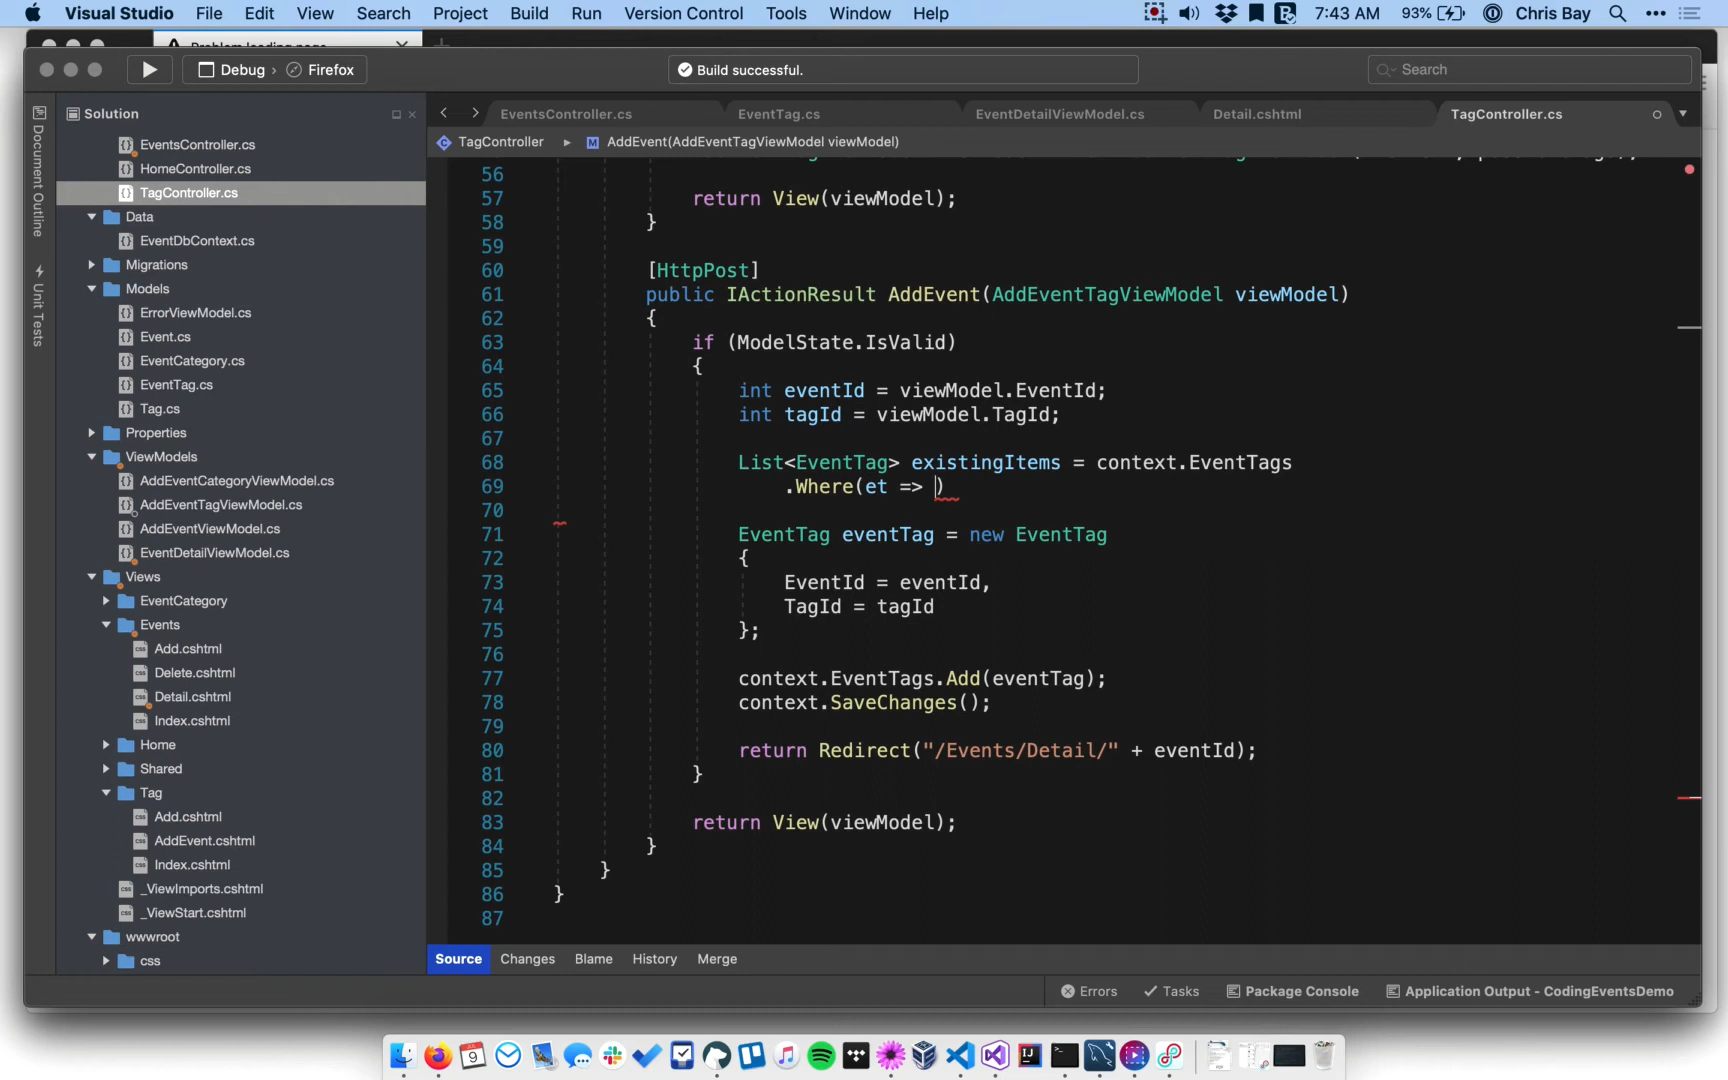 Visual Studio File Edit View Search Project Build Run Version Control Tools Window Help 7:43 AM 93% Chris Bay
Problem loading page
Debug › Firefox Build successful. Search
Solution
EventsController.cs EventTag.cs EventDetailViewModel.cs Detail.cshtml TagController.cs
TagController ▸ M AddEvent(AddEventTagViewModel viewModel)
Document Outline
Unit Tests
EventsController.cs
HomeController.cs
TagController.cs
Data
EventDbContext.cs
Migrations
Models
ErrorViewModel.cs
Event.cs
EventCategory.cs
EventTag.cs
Tag.cs
Properties
ViewModels
AddEventCategoryViewModel.cs
AddEventTagViewModel.cs
AddEventViewModel.cs
EventDetailViewModel.cs
Views
EventCategory
Events
Add.cshtml
Delete.cshtml
Detail.cshtml
Index.cshtml
Home
Shared
Tag
Add.cshtml
AddEvent.cshtml
Index.cshtml
_ViewImports.cshtml
_ViewStart.cshtml
wwwroot
css
56
57 return View(viewModel);
58 }
59
60 [HttpPost]
61 public IActionResult AddEvent(AddEventTagViewModel viewModel)
62 {
63 if (ModelState.IsValid)
64 {
65 int eventId = viewModel.EventId;
66 int tagId = viewModel.TagId;
67
68 List<EventTag> existingItems = context.EventTags
69 .Where(et => )
70
71 EventTag eventTag = new EventTag
72 {
73 EventId = eventId,
74 TagId = tagId
75 };
76
77 context.EventTags.Add(eventTag);
78 context.SaveChanges();
79
80 return Redirect("/Events/Detail/" + eventId);
81 }
82
83 return View(viewModel);
84 }
85 }
86 }
87
Source Changes Blame History Merge
Errors Tasks Package Console Application Output - CodingEventsDemo